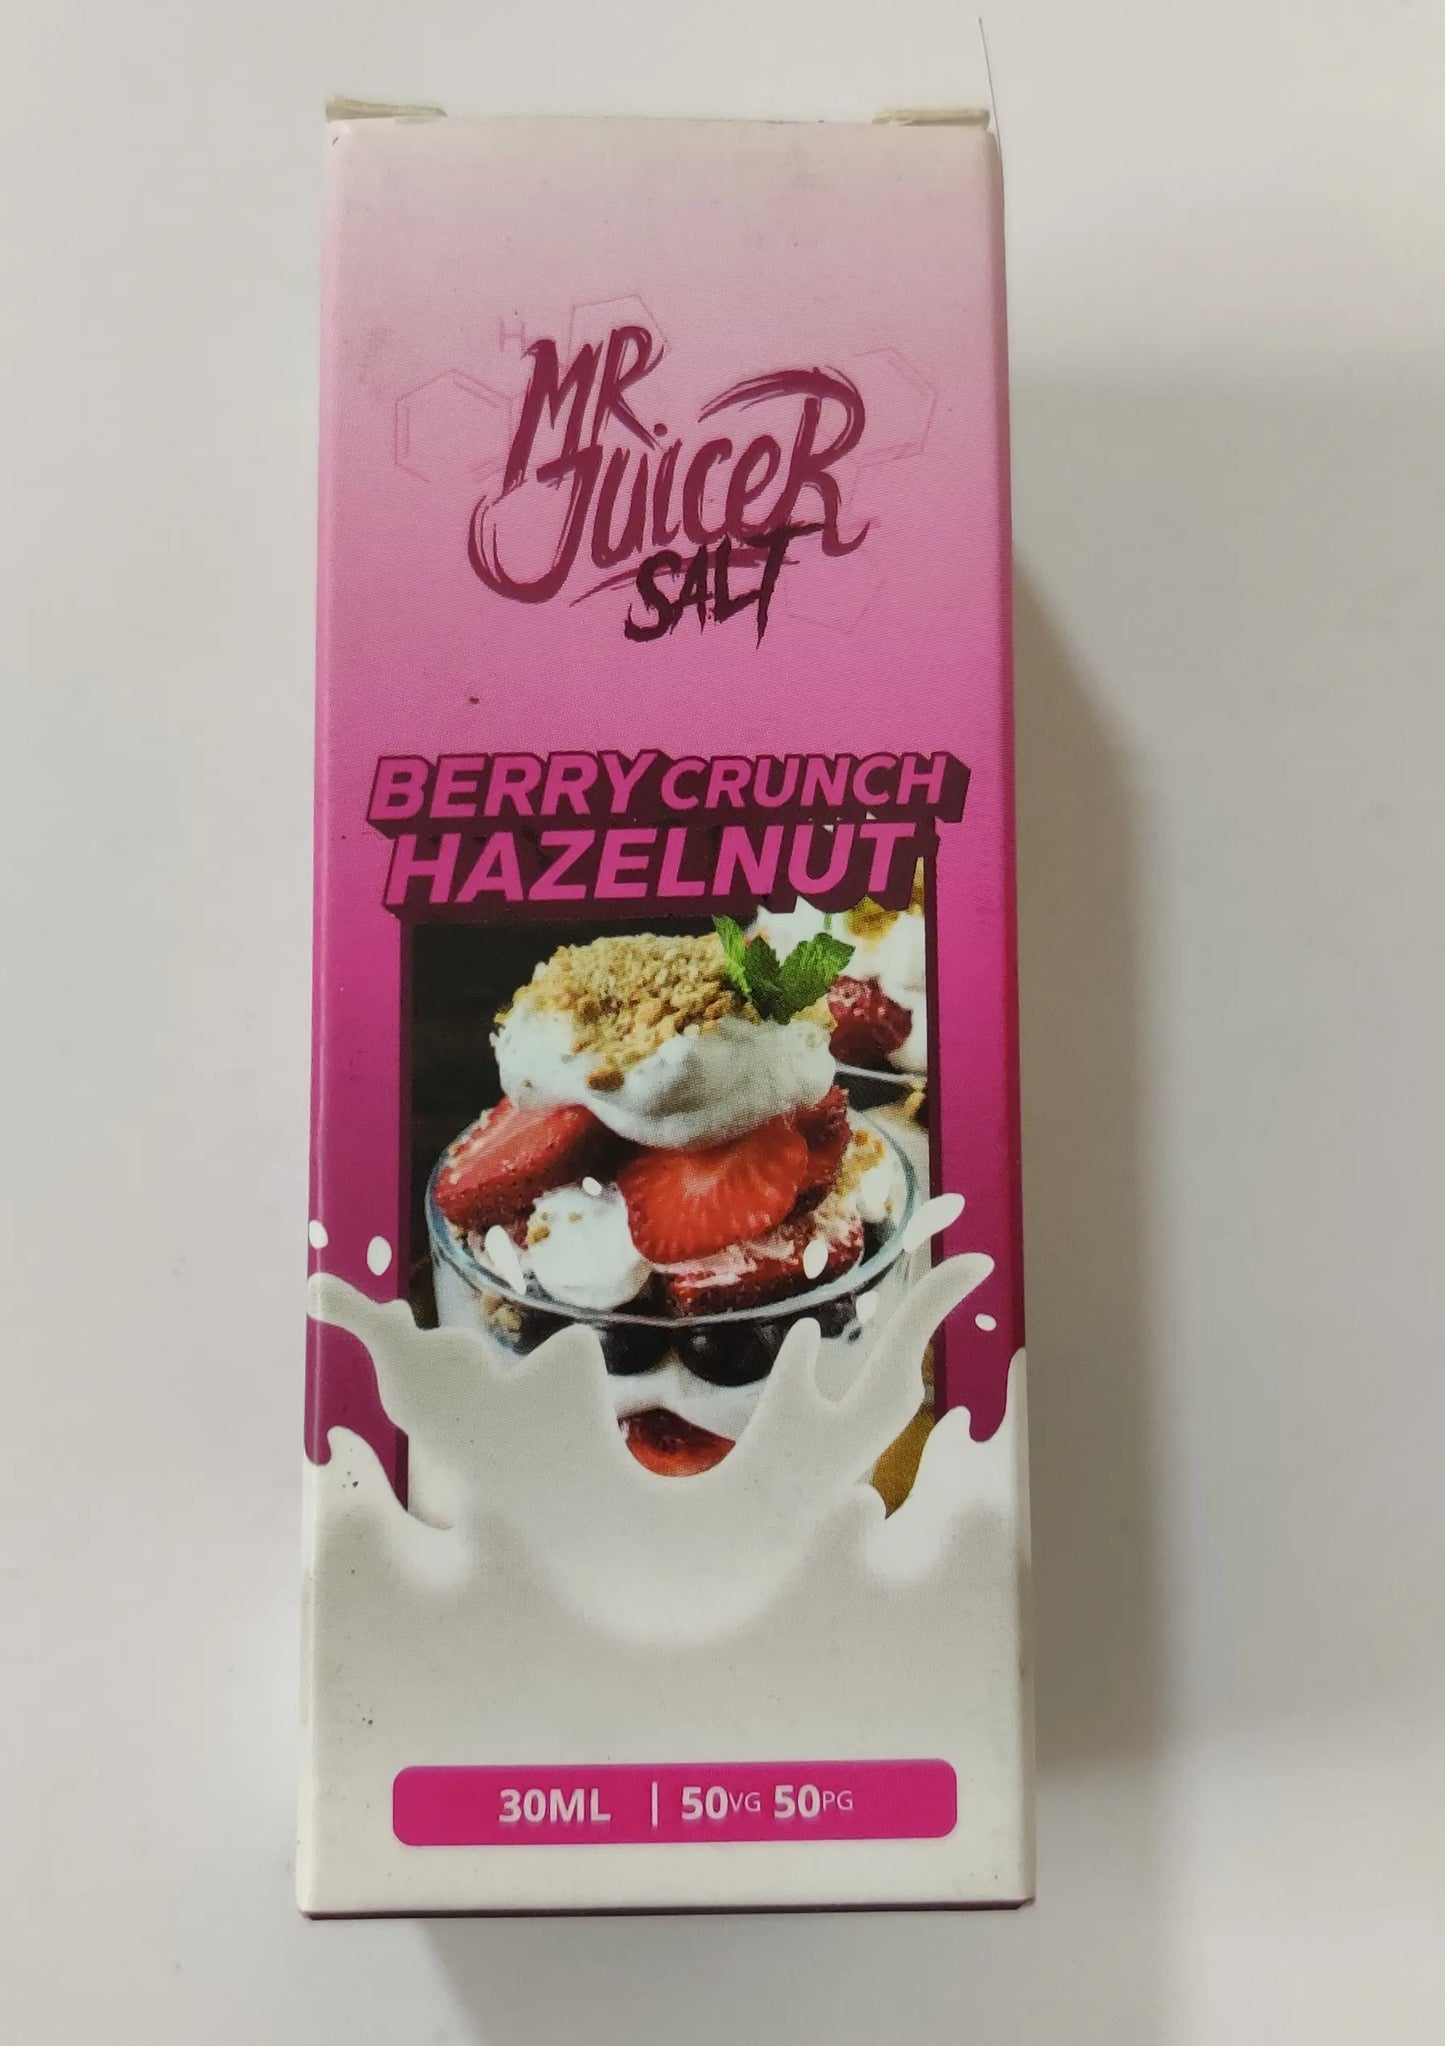 MR.
JuiceR
SALT
H
BERRY CRUNCH
HAZELNUT
30ML | 50VG 50PG